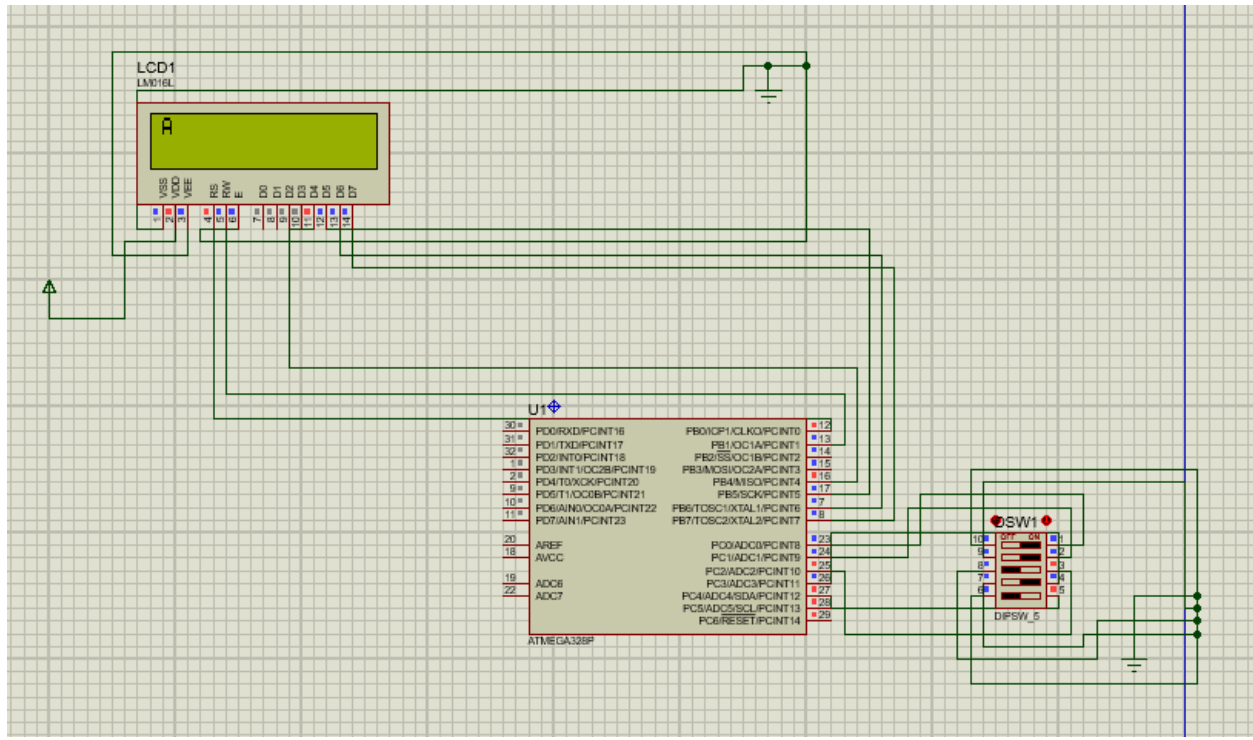 LCD1
LM016L
A
VSS
VDD
VEE
RS
RW
E
D0
D1
D2
D3
D4
D5
D6
D7
1
2
3
4
5
6
7
8
9
10
11
12
13
14
U1
30 PD0/RXD/PCINT16
31 PD1/TXD/PCINT17
32 PD2/INT0/PCINT18
1 PD3/INT1/OC2B/PCINT19
2 PD4/T0/XCK/PCINT20
9 PD5/T1/OC0B/PCINT21
10 PD6/AIN0/OC0A/PCINT22
11 PD7/AIN1/PCINT23
20 AREF
18 AVCC
19 ADC6
22 ADC7
PB0/ICP1/CLKO/PCINT0 12
PB1/OC1A/PCINT1 13
PB2/SS/OC1B/PCINT2 14
PB3/MOSI/OC2A/PCINT3 15
PB4/MISO/PCINT4 16
PB5/SCK/PCINT5 17
PB6/TOSC1/XTAL1/PCINT6 7
PB7/TOSC2/XTAL2/PCINT7 8
PC0/ADC0/PCINT8 23
PC1/ADC1/PCINT9 24
PC2/ADC2/PCINT10 25
PC3/ADC3/PCINT11 26
PC4/ADC4/SDA/PCINT12 27
PC5/ADC5/SCL/PCINT13 28
PC6/RESET/PCINT14 29
ATMEGA328P
DSW1
OFF ON
10 1
9 2
8 3
7 4
6 5
DIPSW_5